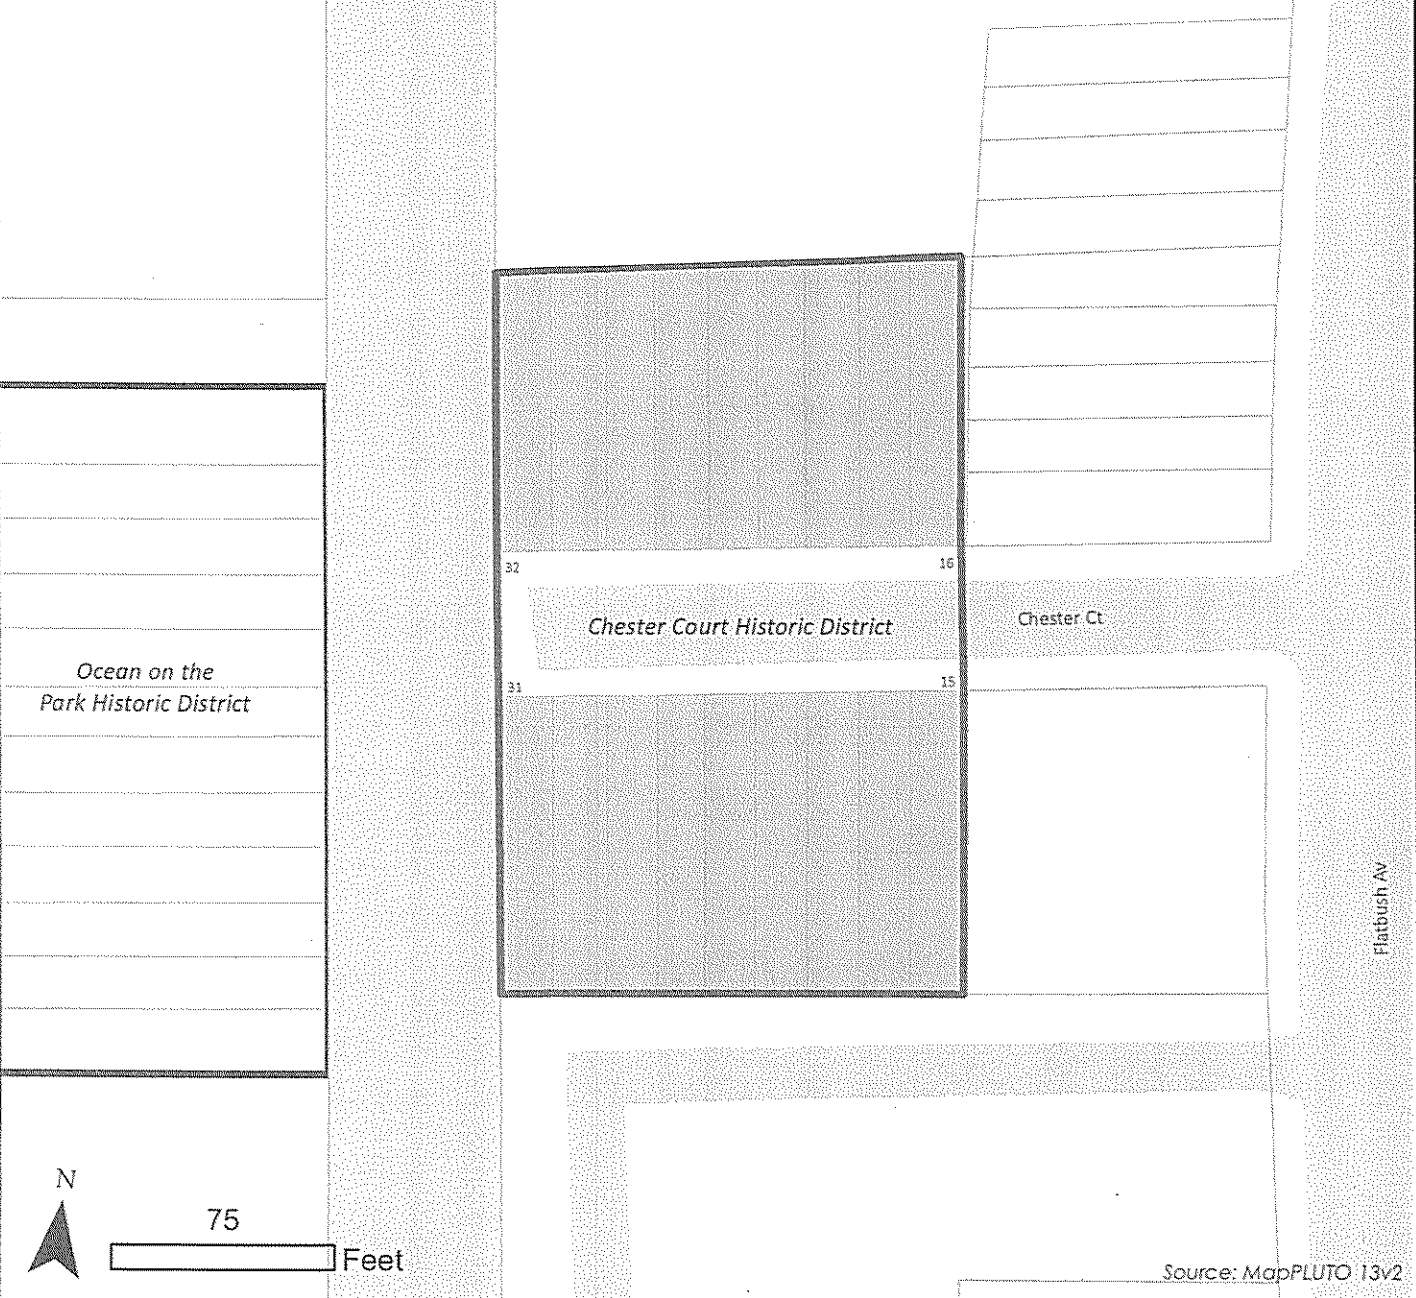 32
16
Chester Court Historic District
Chester Ct
Ocean on the
Park Historic District
31
15
Flatbush Av
N
75
Feet
Source: MapPLUTO 13v2